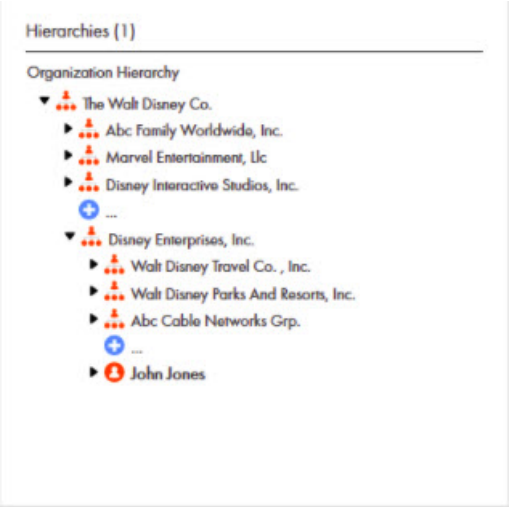 Hierarchies (1)
Organization Hierarchy
The Walt Disney Co.
Abc Family Worldwide, Inc.
Marvel Entertainment, Llc
Disney Interactive Studios, Inc.
...
Disney Enterprises, Inc.
Walt Disney Travel Co. , Inc.
Walt Disney Parks And Resorts, Inc.
Abc Cable Networks Grp.
...
John Jones